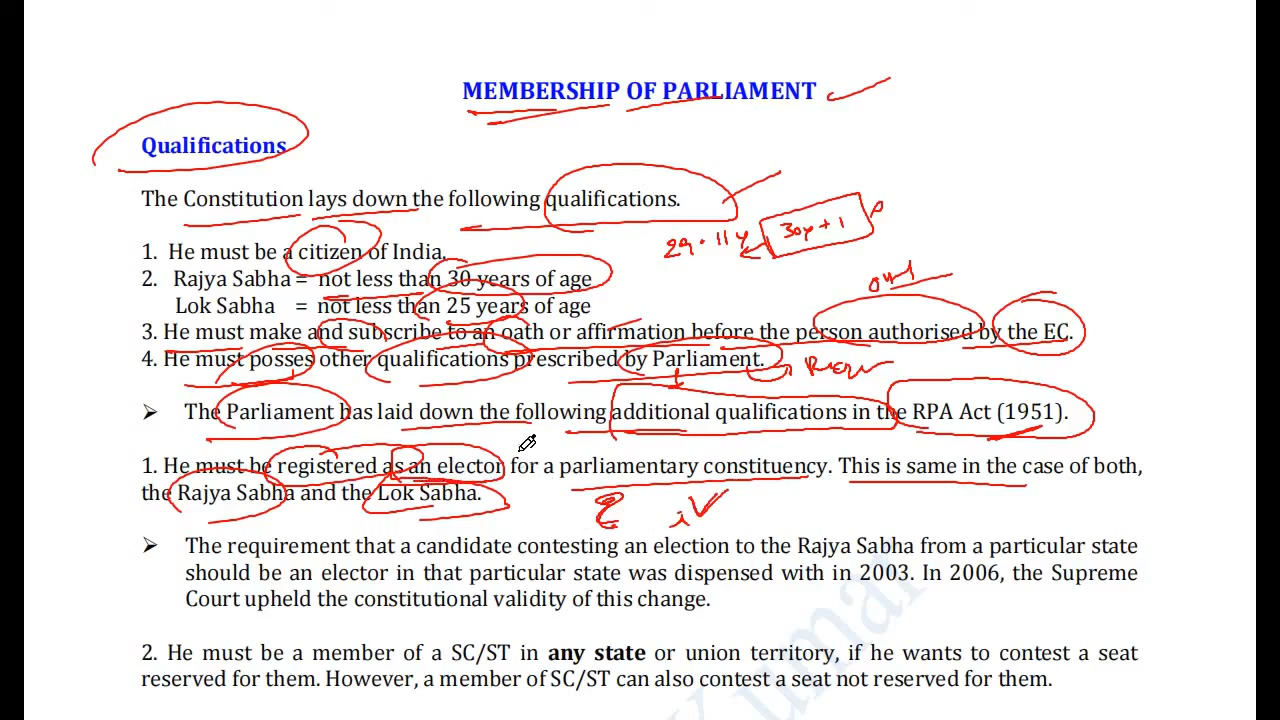 MEMBERSHIP OF PARLIAMENT
Qualifications
The Constitution lays down the following qualifications.
29.11y 30y+1
1. He must be a citizen of India.
2. Rajya Sabha = not less than 30 years of age
Lok Sabha = not less than 25 years of age
3. He must make and subscribe to an oath or affirmation before the person authorised by the EC.
4. He must posses other qualifications prescribed by Parliament.
➢ The Parliament has laid down the following additional qualifications in the RPA Act (1951).
1. He must be registered as an elector for a parliamentary constituency. This is same in the case of both,
the Rajya Sabha and the Lok Sabha.
➢ The requirement that a candidate contesting an election to the Rajya Sabha from a particular state
should be an elector in that particular state was dispensed with in 2003. In 2006, the Supreme
Court upheld the constitutional validity of this change.
2. He must be a member of a SC/ST in any state or union territory, if he wants to contest a seat
reserved for them. However, a member of SC/ST can also contest a seat not reserved for them.
Kumar